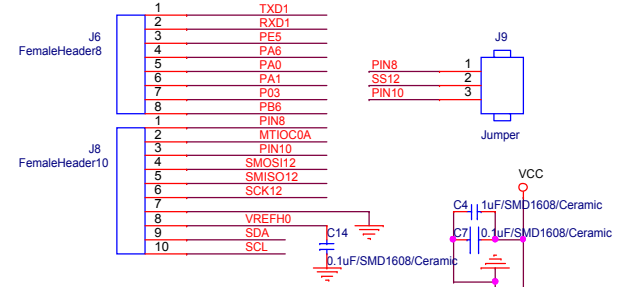 J6
FemaleHeader8
1 TXD1
2 RXD1
3 PE5
4 PA6
5 PA0
6 PA1
7 P03
8 PB6
J8
FemaleHeader10
1 PIN8
2 MTIOC0A
3 PIN10
4 SMOSI12
5 SMISO12
6 SCK12
7
8 VREFH0
9 SDA
10 SCL
C14
0.1uF/SMD1608/Ceramic
J9
PIN8 1
SS12 2
PIN10 3
Jumper
VCC
C4 1uF/SMD1608/Ceramic
C7 0.1uF/SMD1608/Ceramic